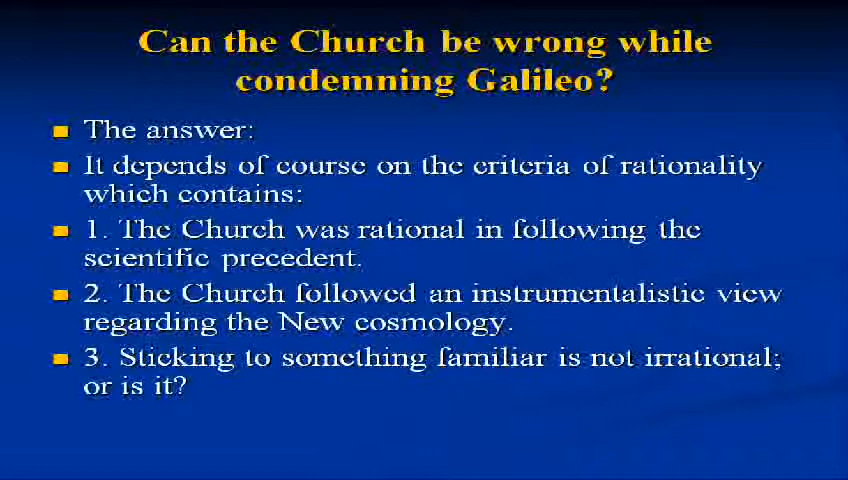 Can the Church be wrong while
condemning Galileo?
The answer:
It depends of course on the criteria of rationality
which contains:
1. The Church was rational in following the
scientific precedent.
2. The Church followed an instrumentalistic view
regarding the New cosmology.
3. Sticking to something familiar is not irrational;
or is it?